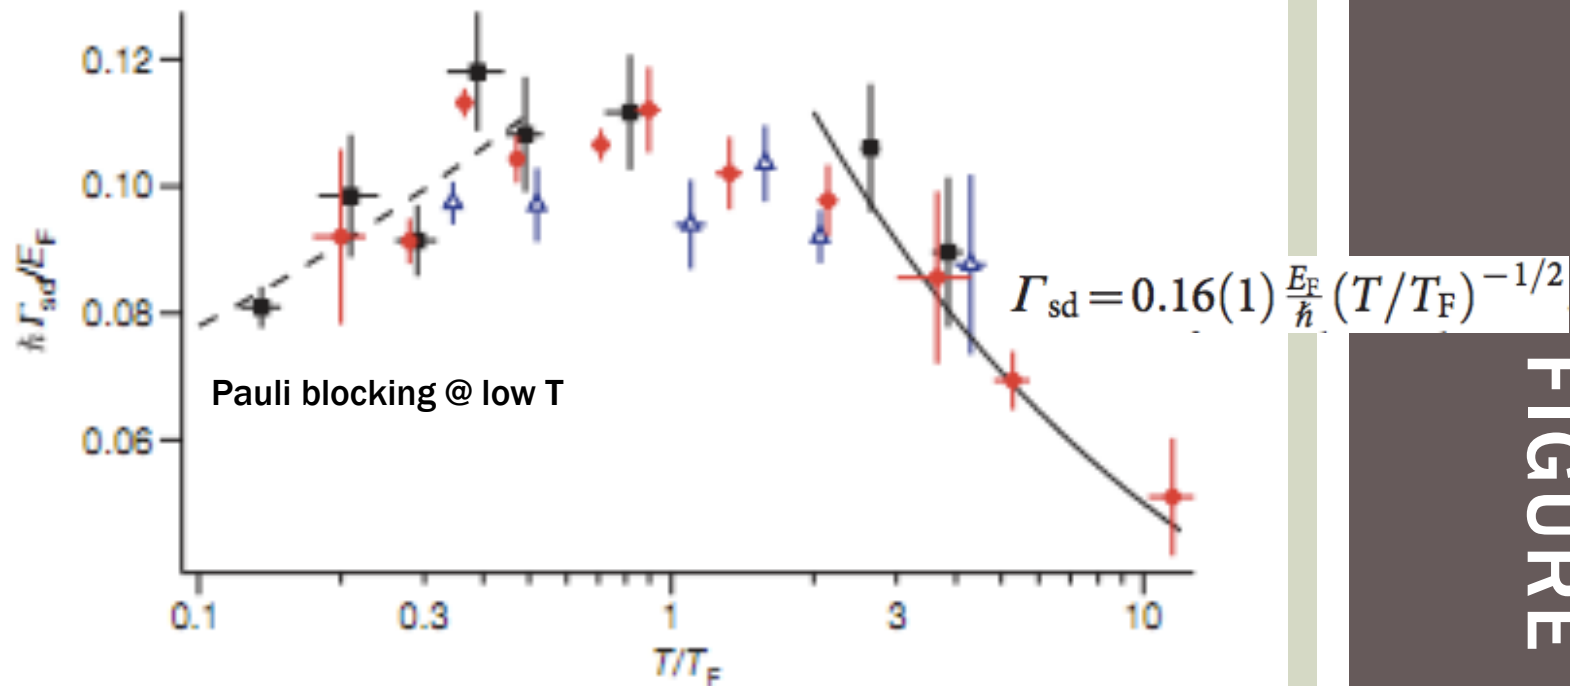 0.12
0.10
0.08
0.06
ħ Γsd/EF
Pauli blocking @ low T
Γsd = 0.16(1) EF/ħ (T/TF)^−1/2
0.1 0.3 1 3 10
T/TF
FIGURE